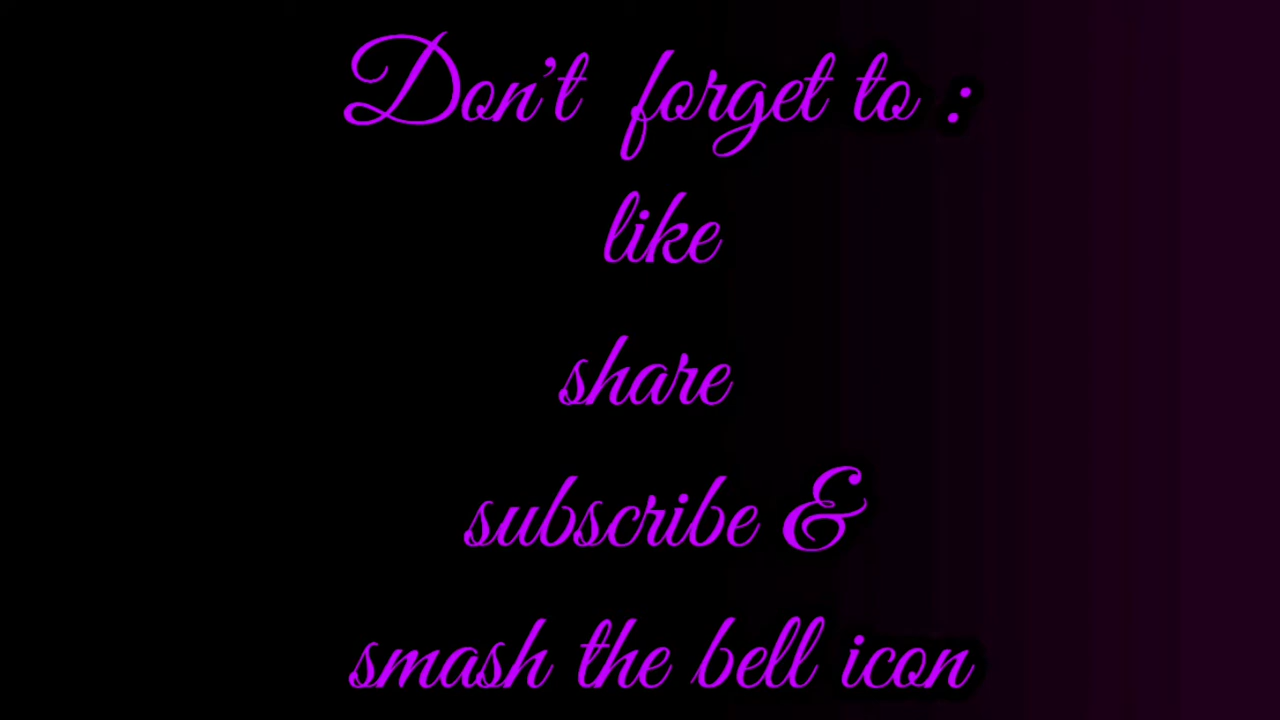 Don't forget to :
like
share
subscribe &
smash the bell icon